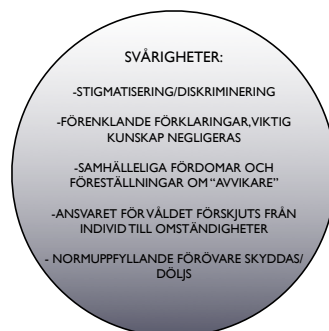 SVÅRIGHETER:
-STIGMATISERING/DISKRIMINERING
-FÖRENKLANDE FÖRKLARINGAR, VIKTIG
KUNSKAP NEGLIGERAS
-SAMHÄLLELIGA FÖRDOMAR OCH
FÖRESTÄLLNINGAR OM "AVVIKARE"
-ANSVARET FÖR VÅLDET FÖRSKJUTS FRÅN
INDIVID TILL OMSTÄNDIGHETER
- NORMUPPFYLLANDE FÖRÖVARE SKYDDAS/
DÖLJS